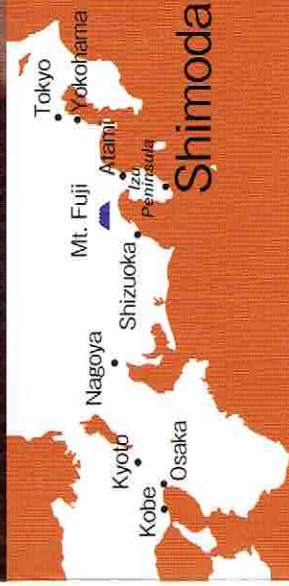 Tokyo
Yokohama
Mt. Fuji
Atami
Izu
Peninsula
Shimoda
Shizuoka
Nagoya
Kyoto
Osaka
Kobe